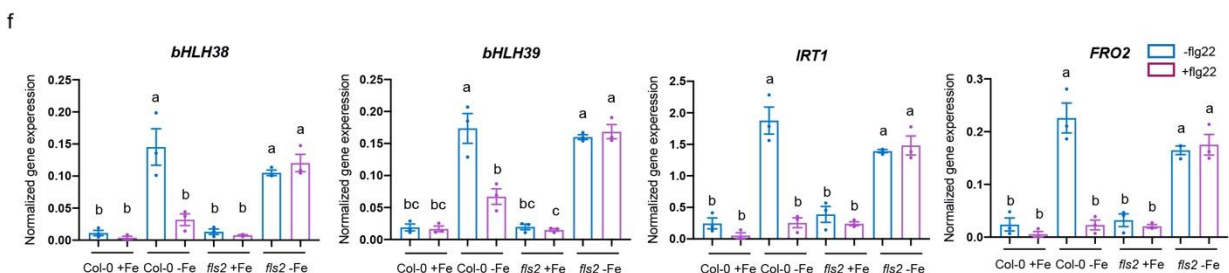 f
bHLH38
bHLH39
IRT1
FRO2
-flg22
+flg22
Normalized gene experession
0.25
0.20
0.15
0.10
0.05
0.00
b b a b b b a a
Col-0 +Fe Col-0 -Fe fls2 +Fe fls2 -Fe
Normalized gene experession
0.25
0.20
0.15
0.10
0.05
0.00
bc bc a b bc c a a
Col-0 +Fe Col-0 -Fe fls2 +Fe fls2 -Fe
Normalized gene experession
2.5
2.0
1.5
1.0
0.5
0.0
b b a b b b a a
Col-0 +Fe Col-0 -Fe fls2 +Fe fls2 -Fe
Normalized gene experession
0.3
0.2
0.1
0.0
b b a b b b a a
Col-0 +Fe Col-0 -Fe fls2 +Fe fls2 -Fe